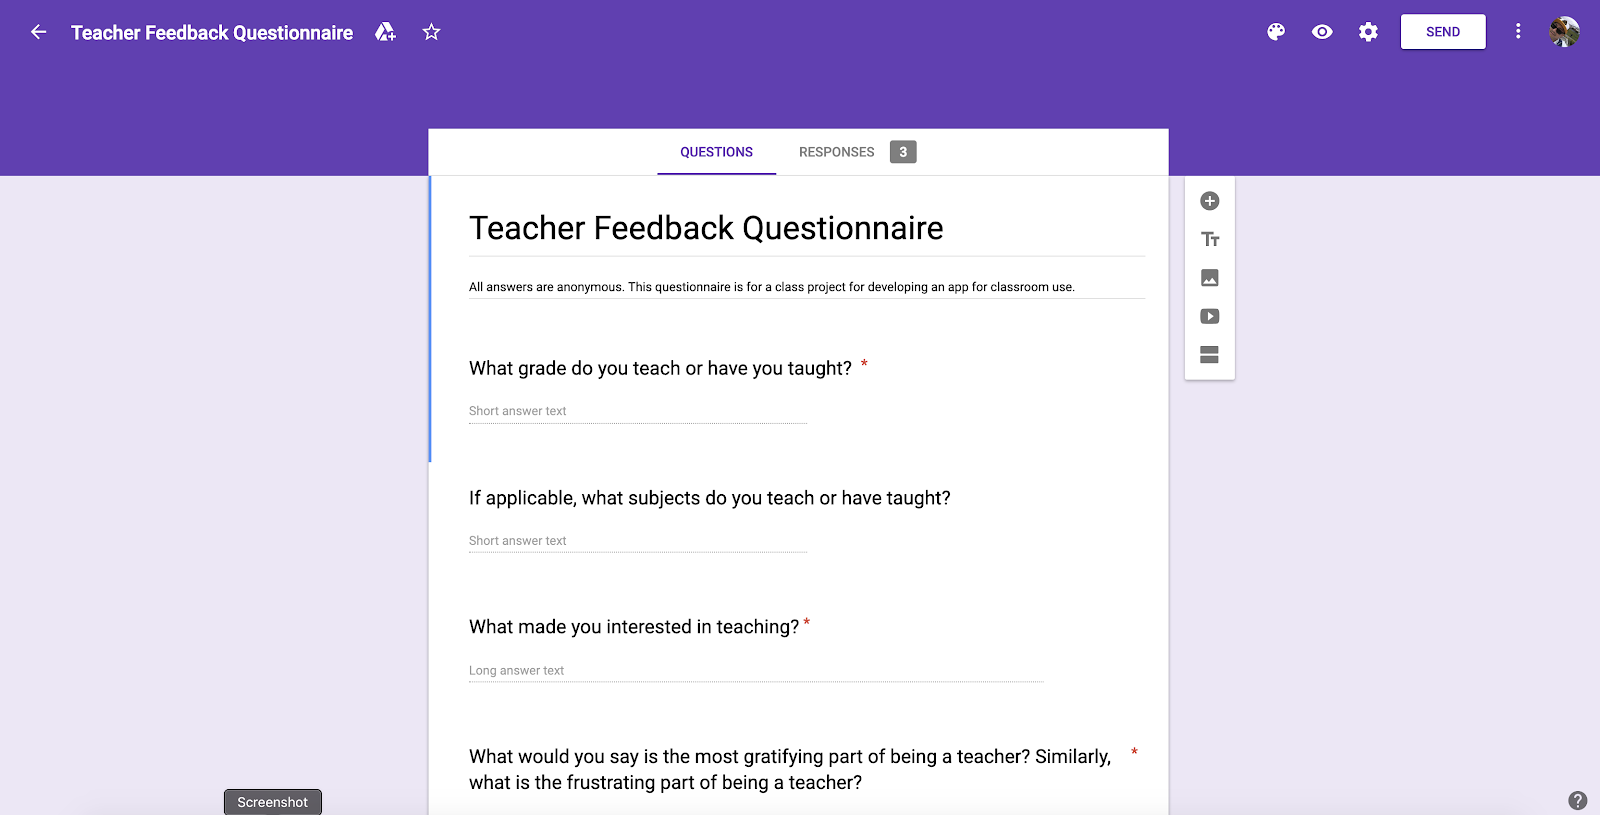 Teacher Feedback Questionnaire
SEND
QUESTIONS
RESPONSES 3
Teacher Feedback Questionnaire
Tт
All answers are anonymous. This questionnaire is for a class project for developing an app for classroom use.
What grade do you teach or have you taught? *
Short answer text
If applicable, what subjects do you teach or have taught?
Short answer text
What made you interested in teaching? *
Long answer text
What would you say is the most gratifying part of being a teacher? Similarly, *
what is the frustrating part of being a teacher?
Screenshot